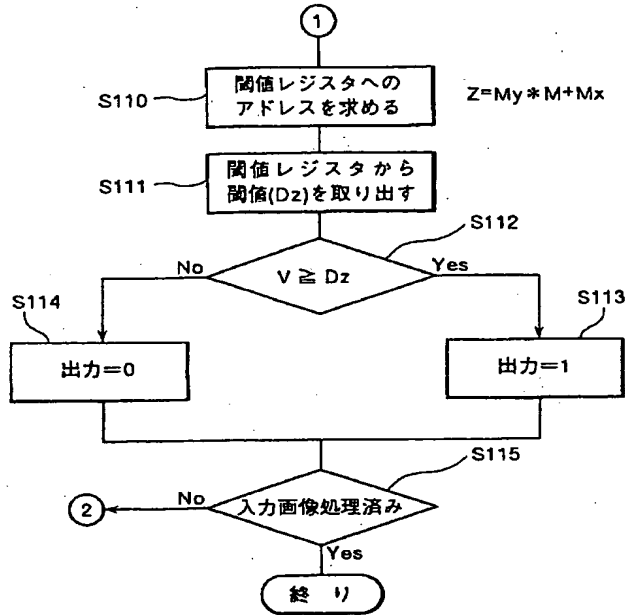 1
S110
閾値レジスタへの
アドレスを求める
Z=My*M+Mx
S111
閾値レジスタから
閾値(Dz)を取り出す
S112
No
V ≧ Dz
Yes
S114
出力=0
S113
出力=1
S115
2
No
入力画像処理済み
Yes
終り